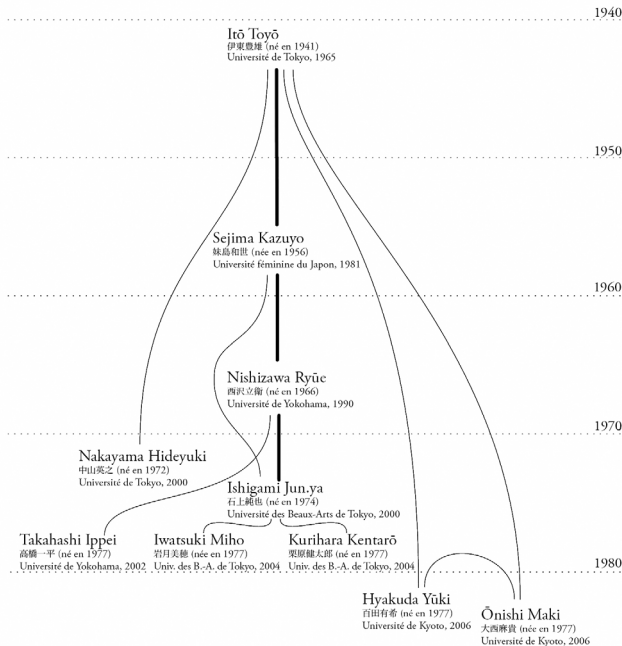 1940
Itō Toyō
伊東豊雄 (né en 1941)
Université de Tokyo, 1965
1950
Sejima Kazuyo
妹島和世 (née en 1956)
Université féminine du Japon, 1981
1960
Nishizawa Ryūe
西沢立衛 (né en 1966)
Université de Yokohama, 1990
1970
Nakayama Hideyuki
中山英之 (né en 1972)
Université de Tokyo, 2000
Ishigami Jun.ya
石上純也 (né en 1974)
Université des Beaux-Arts de Tokyo, 2000
Takahashi Ippei
高橋一平 (né en 1977)
Université de Yokohama, 2002
Iwatsuki Miho
岩月美穂 (née en 1977)
Univ. des B.-A. de Tokyo, 2004
Kurihara Kentarō
栗原健太郎 (né en 1977)
Univ. des B.-A. de Tokyo, 2004
1980
Hyakuda Yūki
百田有希 (né en 1977)
Université de Kyoto, 2006
Ōnishi Maki
大西麻貴 (née en 1977)
Université de Kyoto, 2006